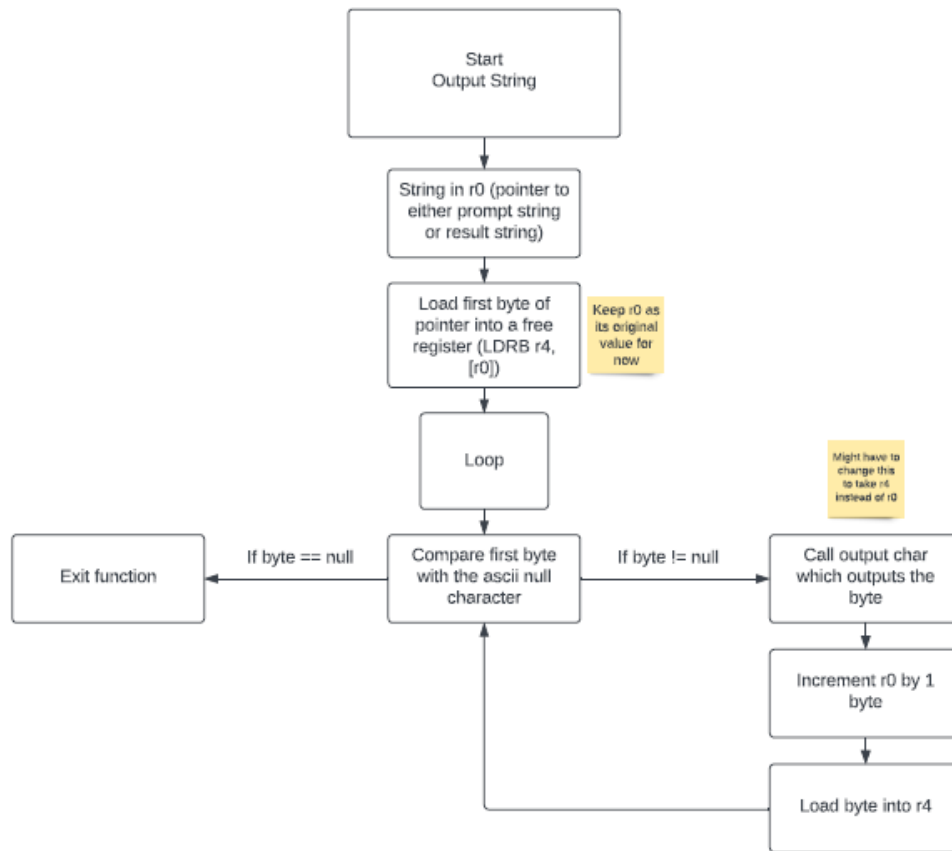 Start
Output String
String in r0 (pointer to
either prompt string
or result string)
Load first byte of
pointer into a free
register (LDRB r4,
[r0])
Keep r0 as
its original
value for
now
Loop
Might have to
change this
to take r4
instead of r0
Exit function
If byte == null
Compare first byte
with the ascii null
character
If byte != null
Call output char
which outputs the
byte
Increment r0 by 1
byte
Load byte into r4